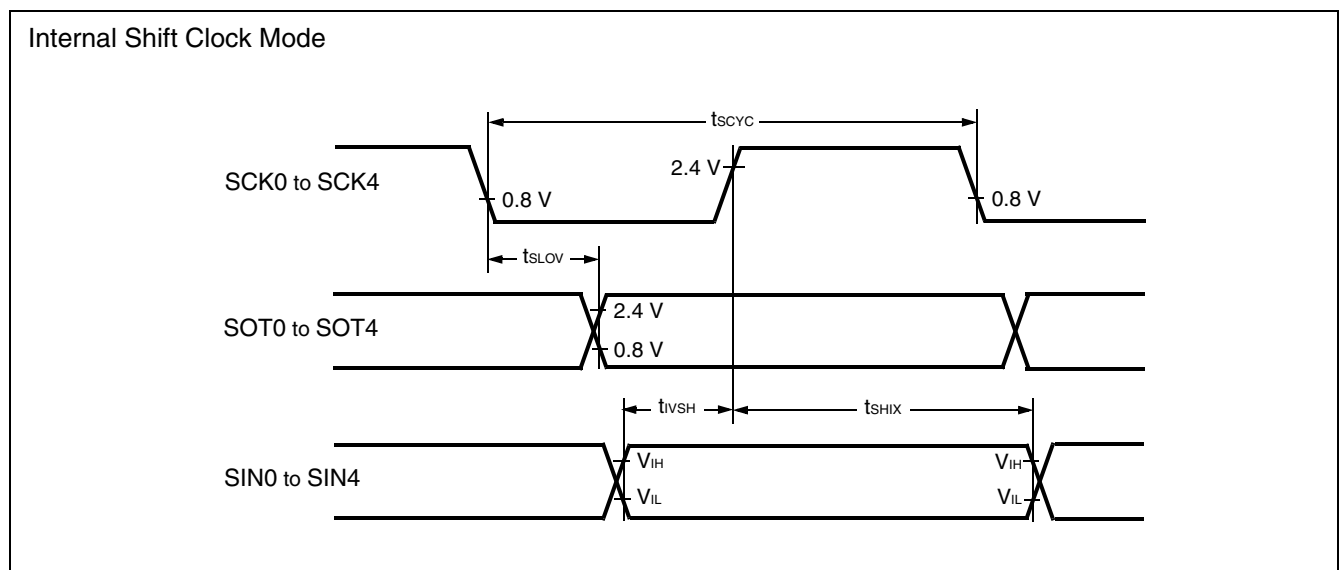 Internal Shift Clock Mode
tSCYC
SCK0 to SCK4
2.4 V
0.8 V
0.8 V
tSLOV
SOT0 to SOT4
2.4 V
0.8 V
tIVSH
tSHIX
SIN0 to SIN4
VIH
VIH
VIL
VIL